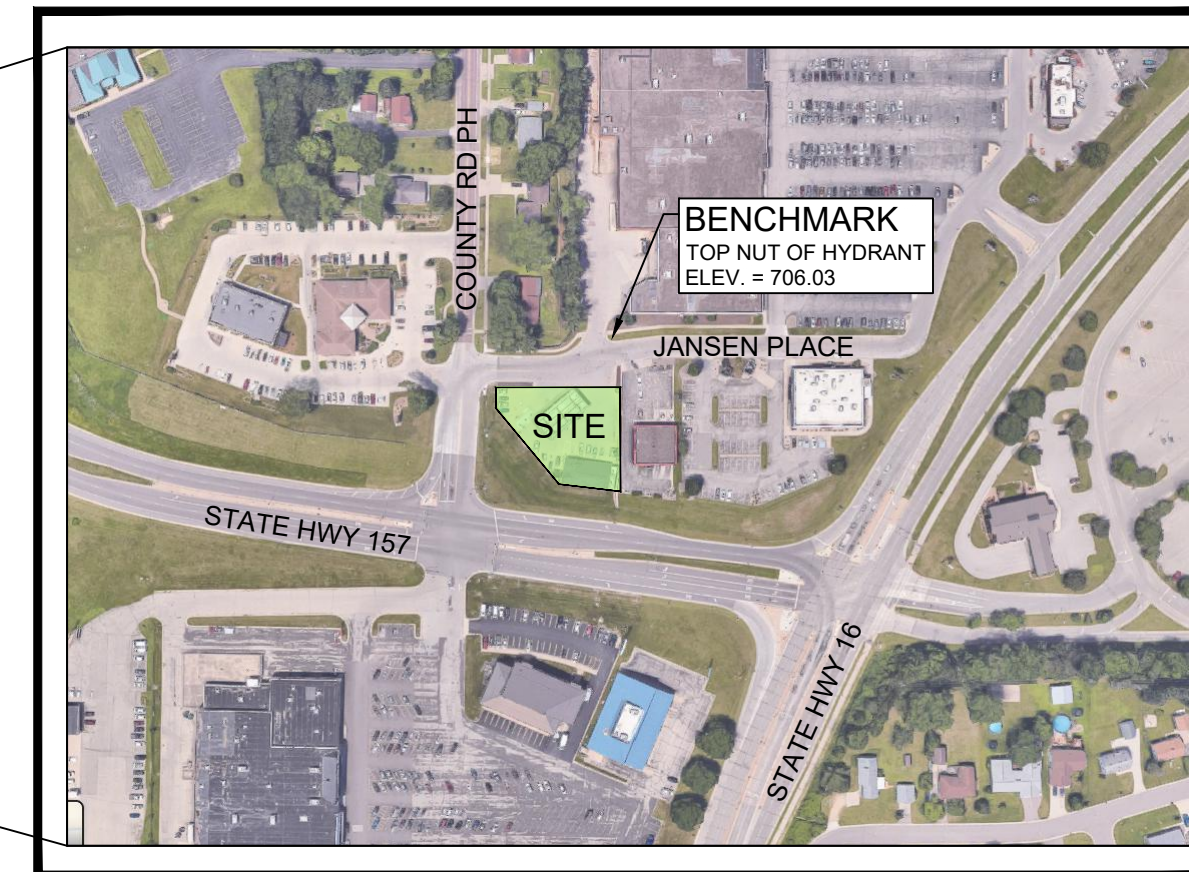 COUNTY RD PH
BENCHMARK
TOP NUT OF HYDRANT
ELEV. = 706.03
JANSEN PLACE
SITE
STATE HWY 157
STATE HWY 16